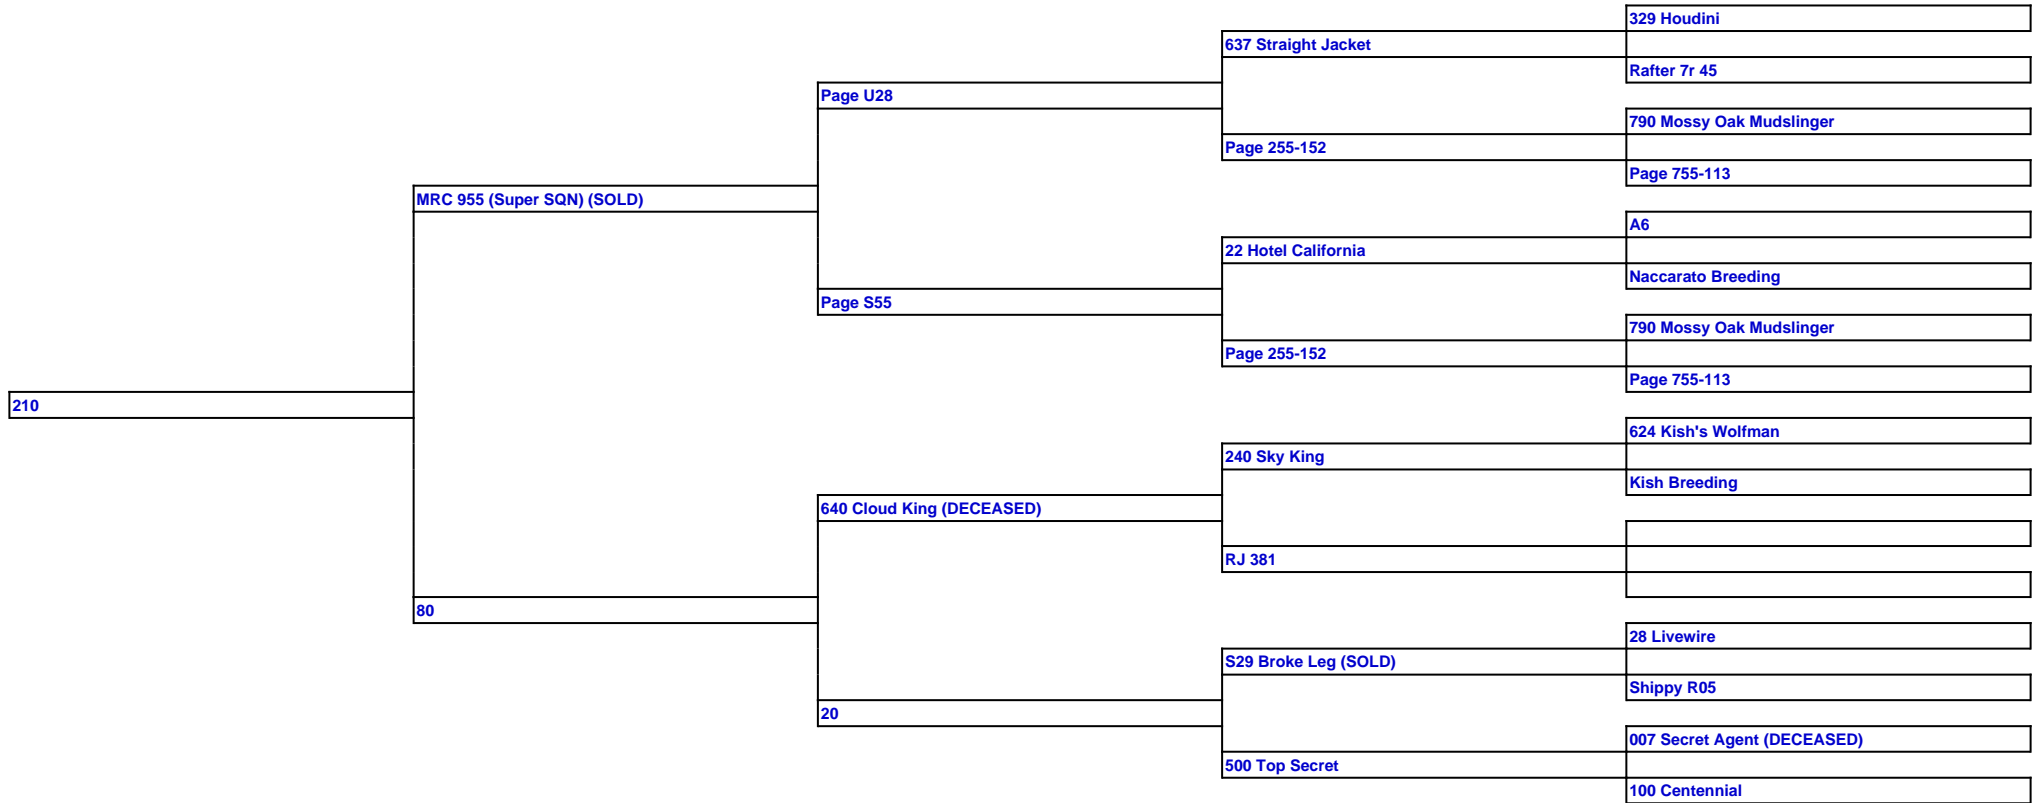 329 Houdini
637 Straight Jacket
Rafter 7r 45
Page U28
790 Mossy Oak Mudslinger
Page 255-152
Page 755-113
MRC 955 (Super SQN) (SOLD)
A6
22 Hotel California
Naccarato Breeding
Page S55
790 Mossy Oak Mudslinger
Page 255-152
Page 755-113
210
624 Kish's Wolfman
240 Sky King
Kish Breeding
640 Cloud King (DECEASED)
RJ 381
80
28 Livewire
S29 Broke Leg (SOLD)
Shippy R05
20
007 Secret Agent (DECEASED)
500 Top Secret
100 Centennial